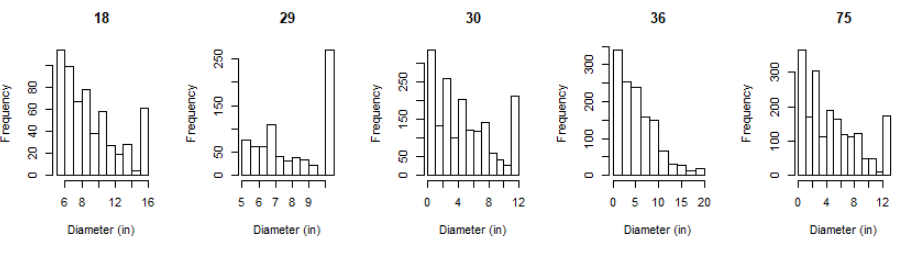 18 29 30 36 75
Frequency
0 20 40 60 80
6 8 12 16
Diameter (in)
Frequency
0 50 150 250
5 6 7 8 9
Diameter (in)
Frequency
0 50 150 250
0 4 8 12
Diameter (in)
Frequency
0 100 200 300
0 5 10 15 20
Diameter (in)
Frequency
0 100 200 300
0 4 8 12
Diameter (in)